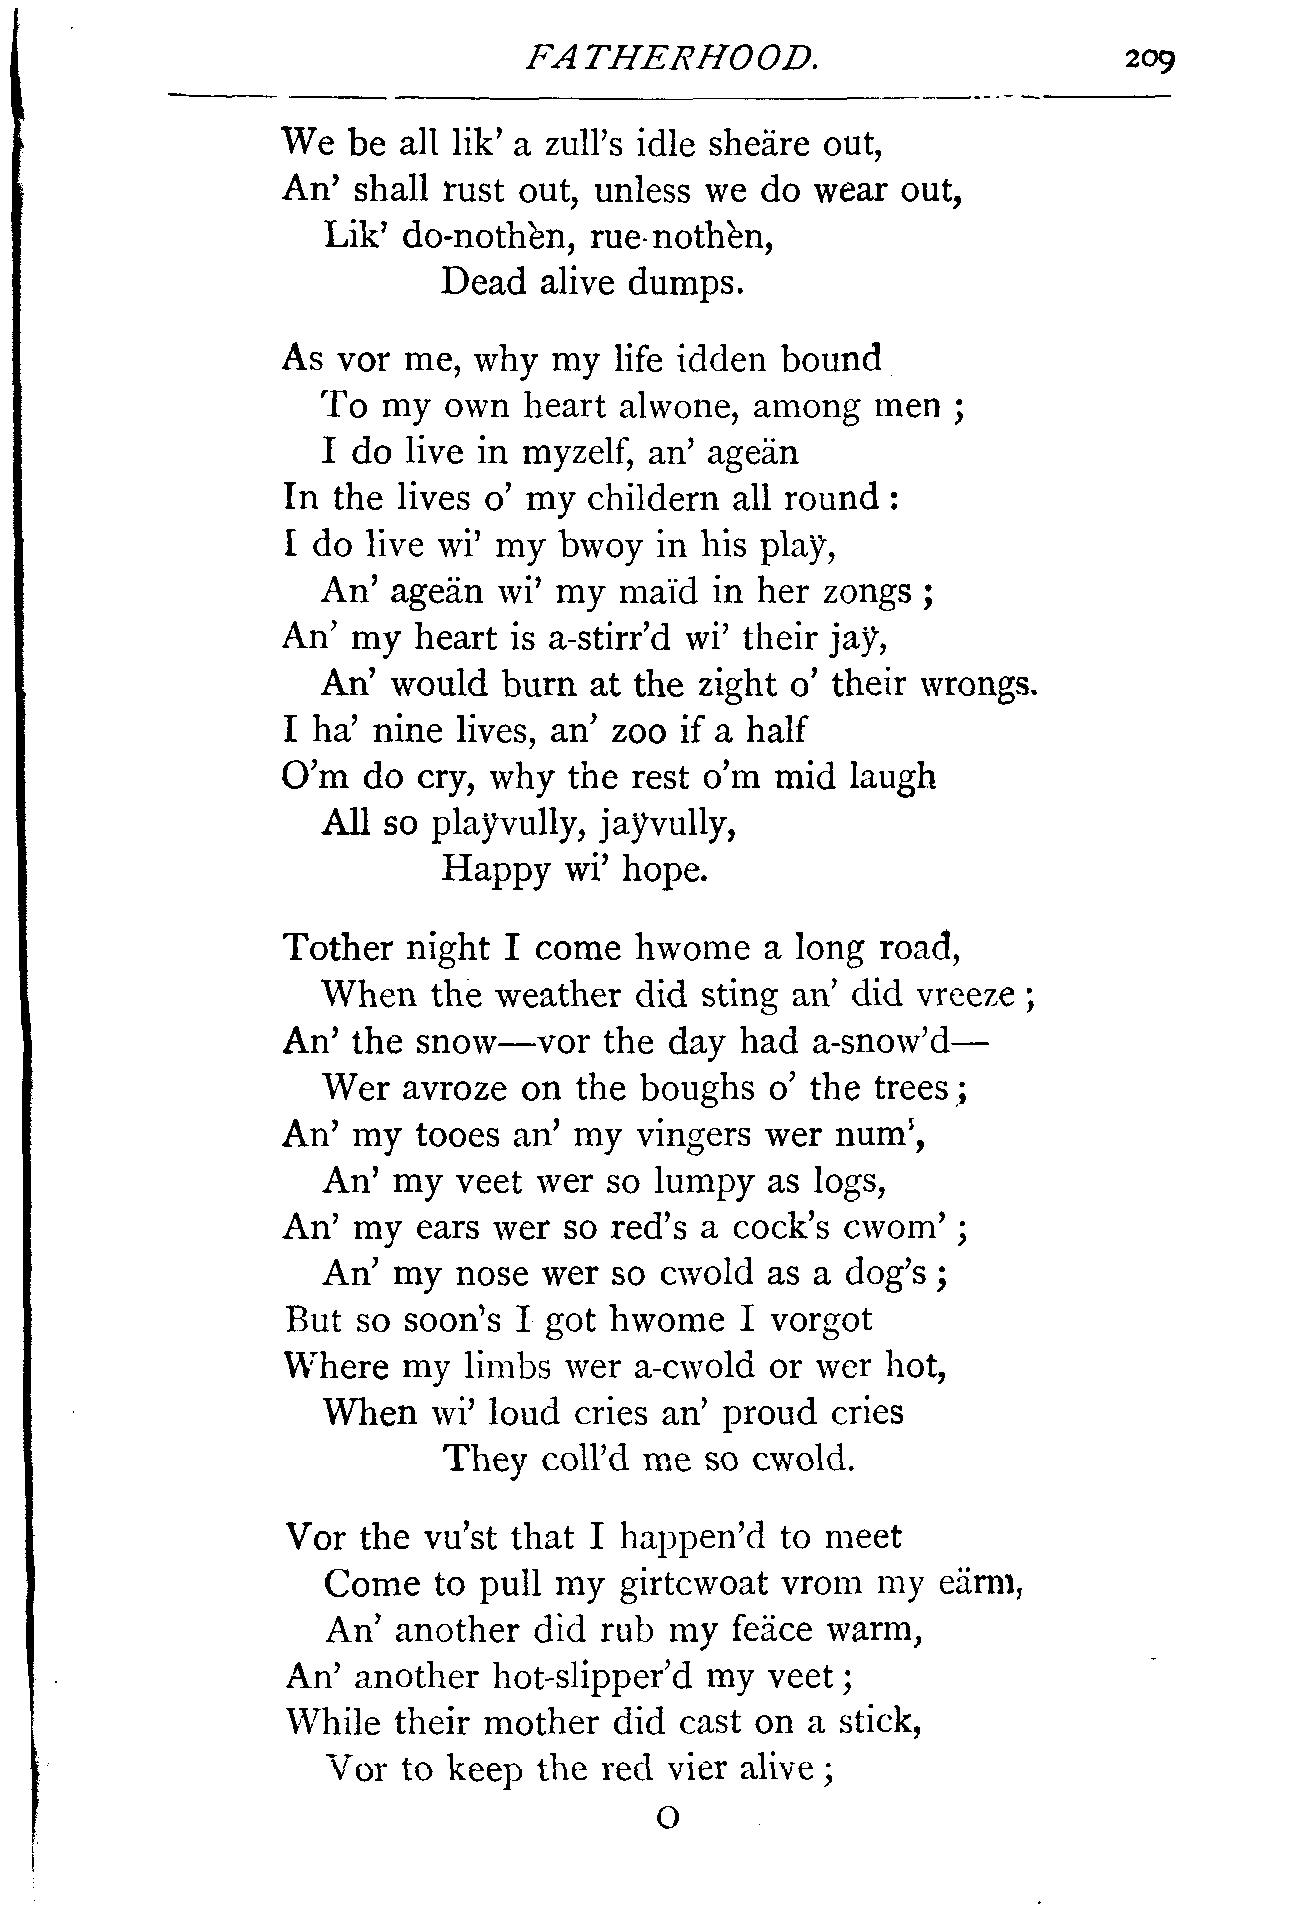 FATHERHOOD. 209
We be all lik' a zull's idle sheäre out,
An' shall rust out, unless we do wear out,
Lik' do-nothèn, rue-nothèn,
Dead alive dumps.
As vor me, why my life idden bound
To my own heart alwone, among men ;
I do live in myzelf, an' ageän
In the lives o' my childern all round :
I do live wi' my bwoy in his plaÿ,
An' ageän wi' my maïd in her zongs ;
An' my heart is a-stirr'd wi' their jaÿ,
An' would burn at the zight o' their wrongs.
I ha' nine lives, an' zoo if a half
O'm do cry, why the rest o'm mid laugh
All so plaÿvully, jaÿvully,
Happy wi' hope.
Tother night I come hwome a long road,
When the weather did sting an' did vreeze ;
An' the snow—vor the day had a-snow'd—
Wer avroze on the boughs o' the trees ;
An' my tooes an' my vingers wer num',
An' my veet wer so lumpy as logs,
An' my ears wer so red's a cock's cwom' ;
An' my nose wer so cwold as a dog's ;
But so soon's I got hwome I vorgot
Where my limbs wer a-cwold or wer hot,
When wi' loud cries an' proud cries
They coll'd me so cwold.
Vor the vu'st that I happen'd to meet
Come to pull my girtcwoat vrom my eärm,
An' another did rub my feäce warm,
An' another hot-slipper'd my veet ;
While their mother did cast on a stick,
Vor to keep the red vier alive ;
O